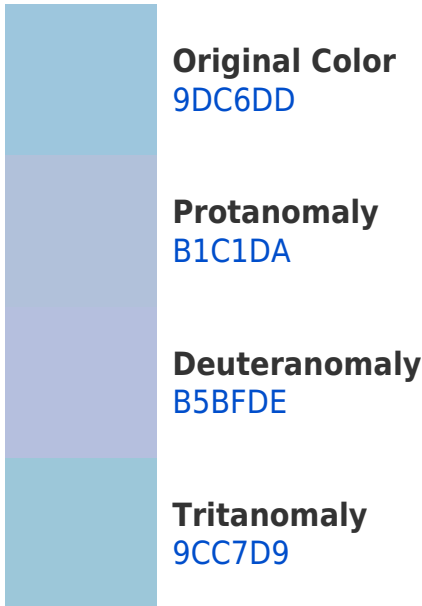 Original Color
9DC6DD
Protanomaly
B1C1DA
Deuteranomaly
B5BFDE
Tritanomaly
9CC7D9